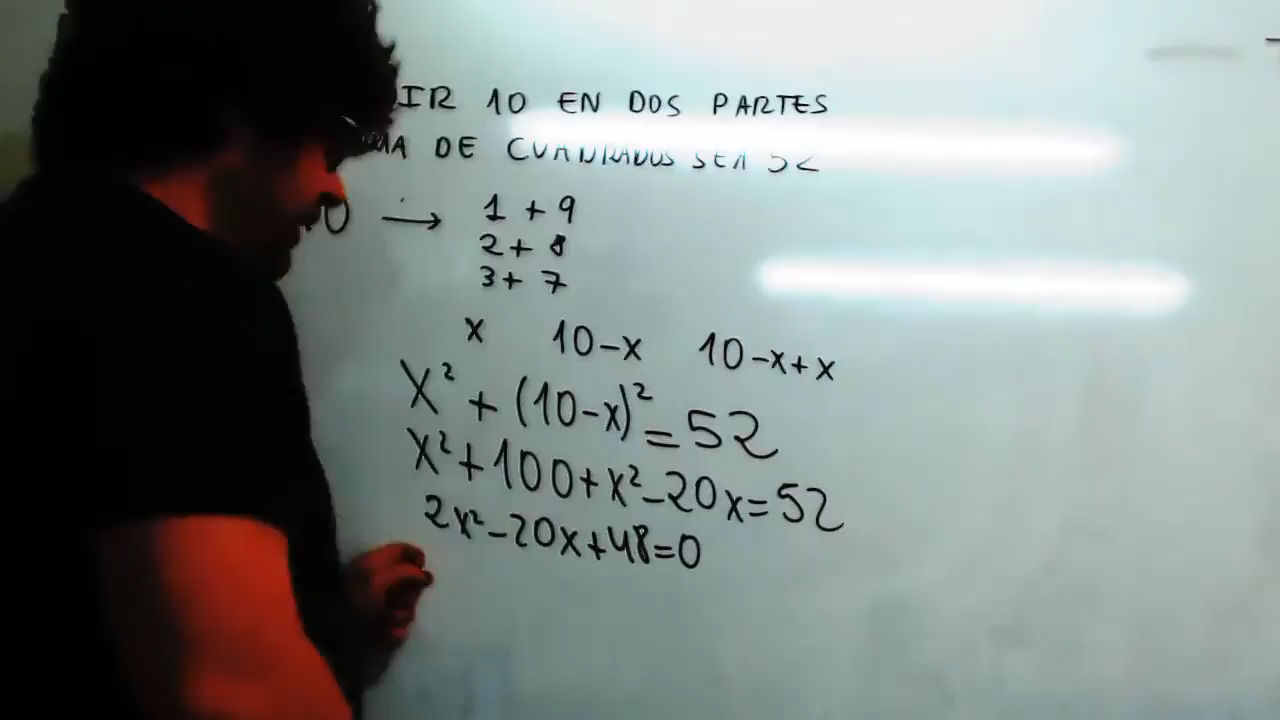 IR 10 EN DOS PARTES
MA DE CUADRADOS SEA 52
0 → 1 + 9
2 + 8
3 + 7
x 10-x 10-x+x
x² + (10-x)² = 52
x²+100+x²-20x=52
2x²-20x+48=0